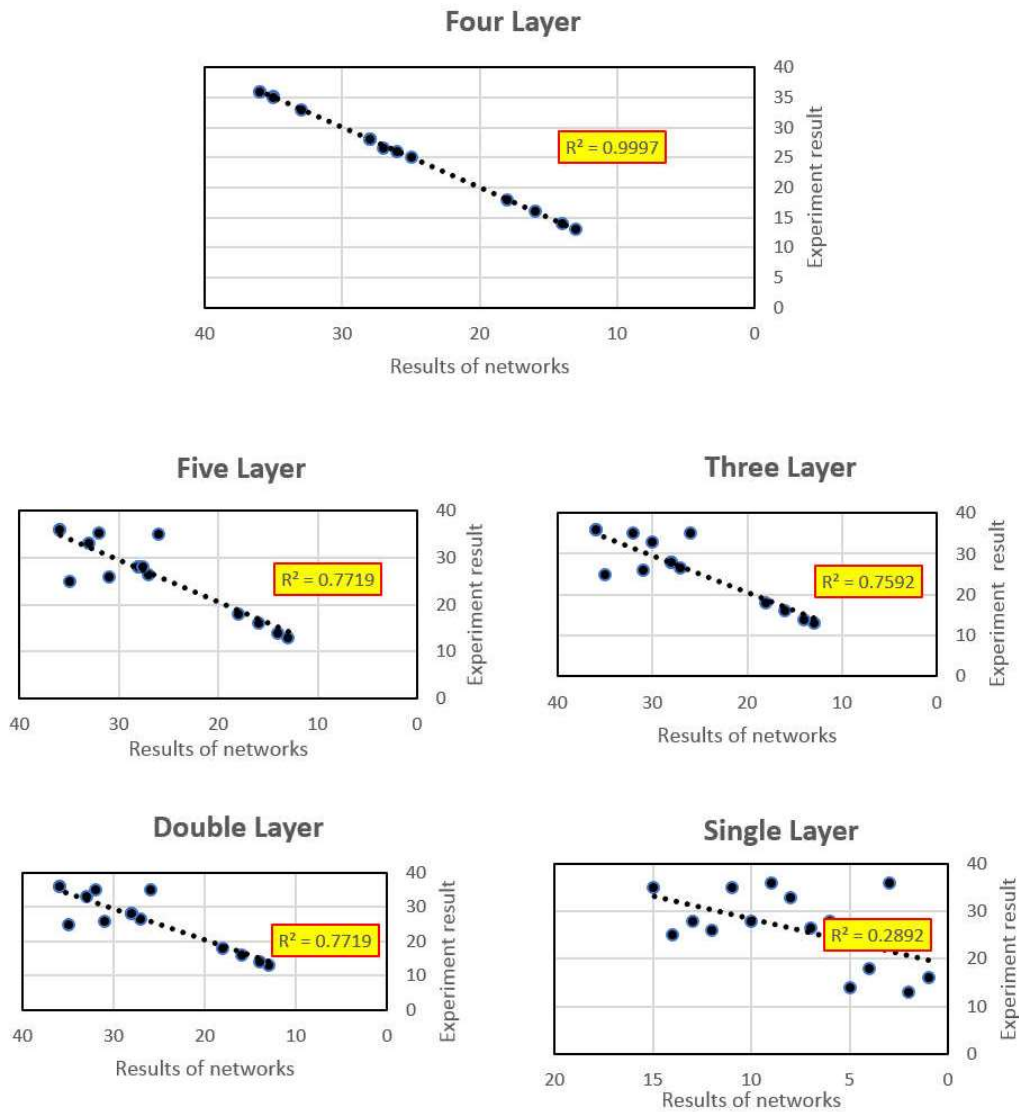 Four Layer
40
35
30
25
20
15
10
5
0
Experiment result
R² = 0.9997
40 30 20 10 0
Results of networks
Five Layer
40
30
20
10
0
Experiment result
R² = 0.7719
40 30 20 10 0
Results of networks
Three Layer
40
30
20
10
0
Experiment result
R² = 0.7592
40 30 20 10 0
Results of networks
Double Layer
40
30
20
10
0
Experiment result
R² = 0.7719
40 30 20 10 0
Results of networks
Single Layer
40
30
20
10
0
Experiment result
R² = 0.2892
20 15 10 5 0
Results of networks